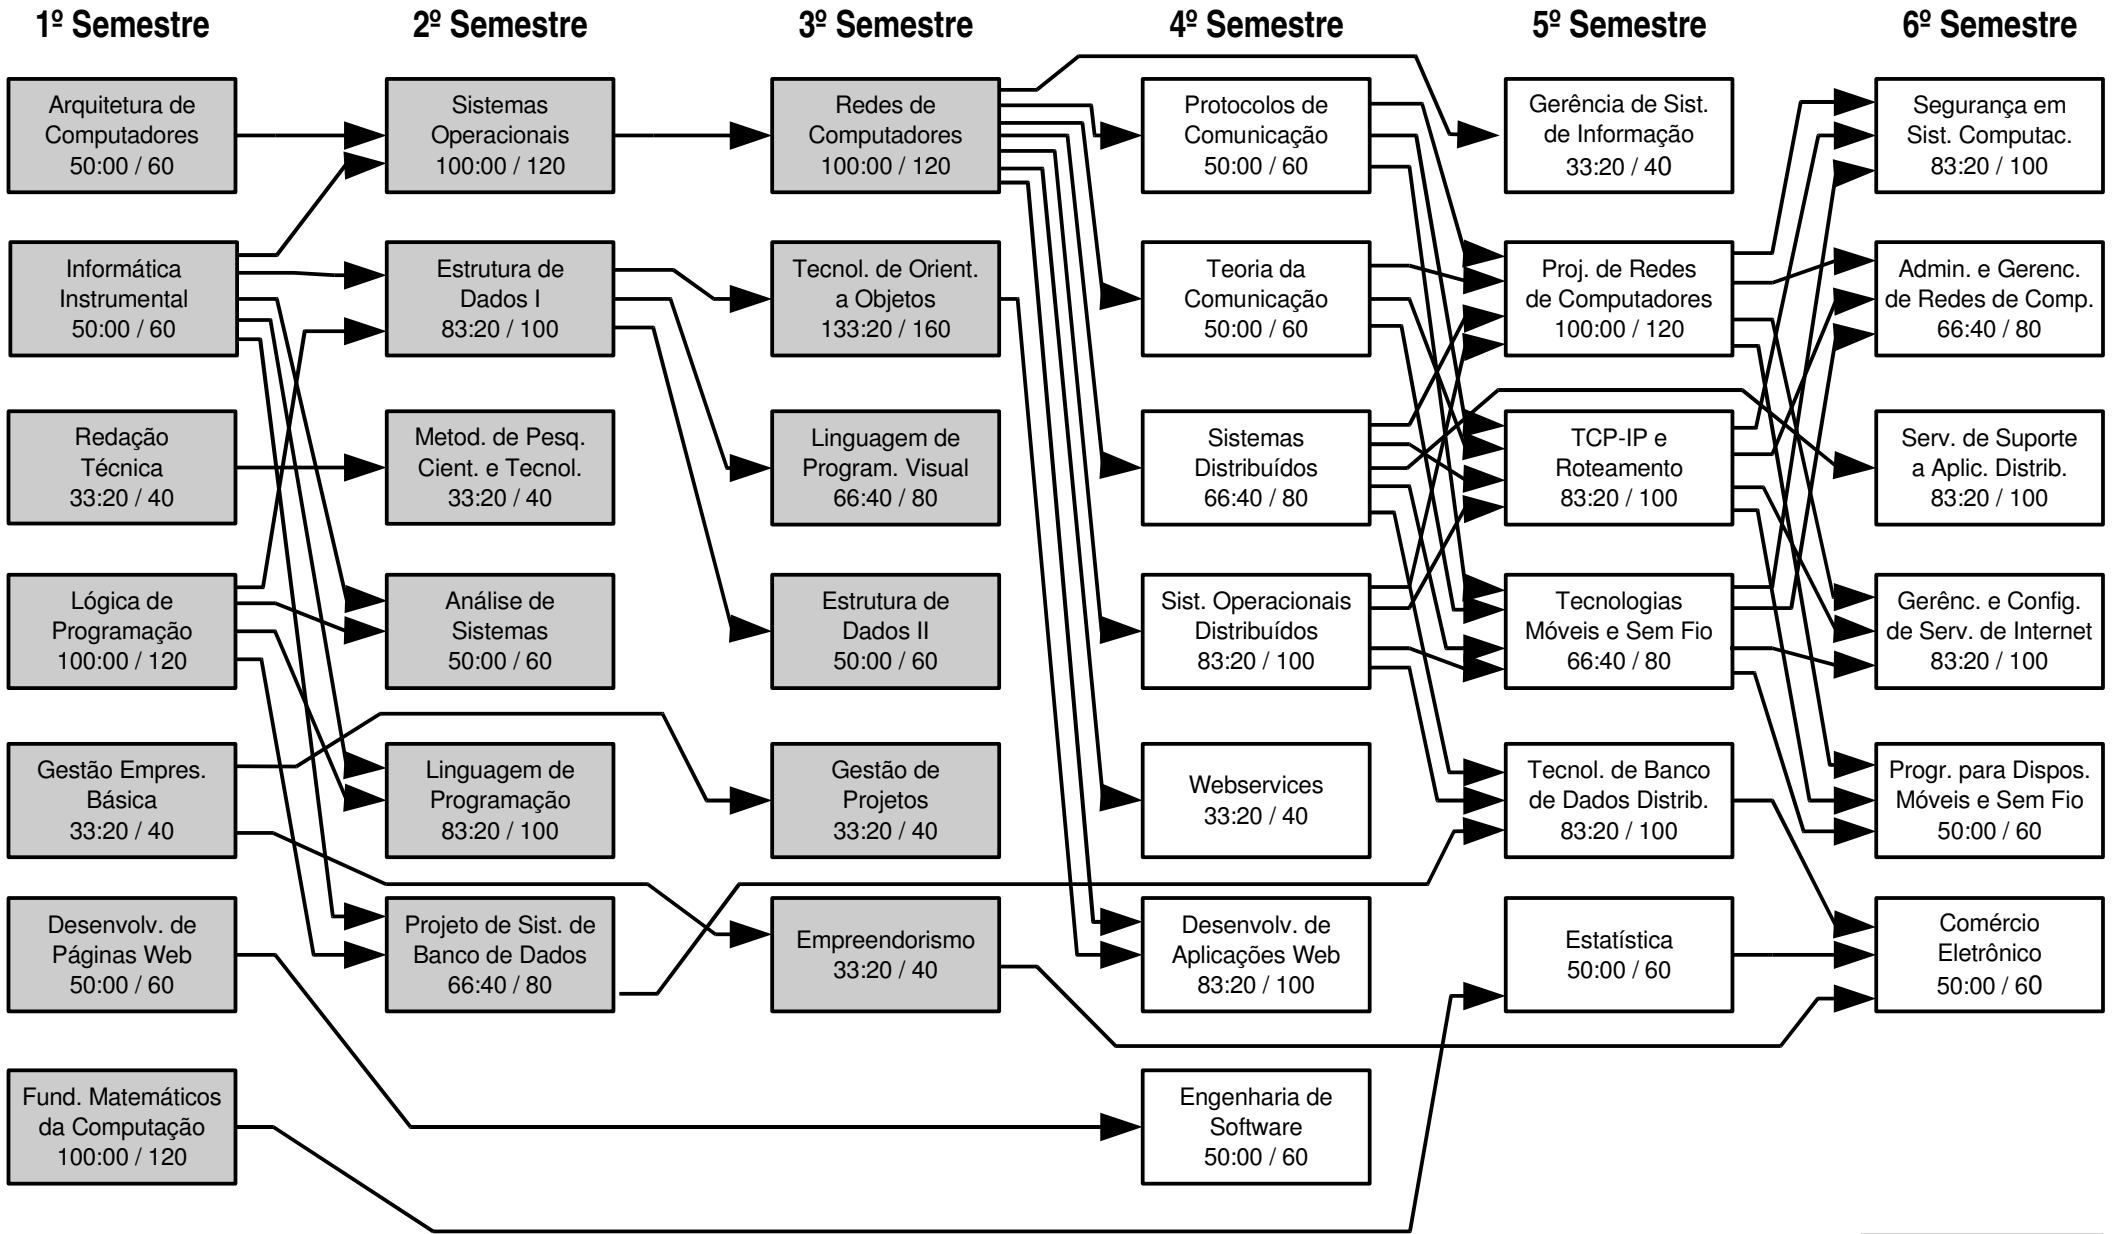 1º Semestre
2º Semestre
3º Semestre
4º Semestre
5º Semestre
6º Semestre
Arquitetura de
Computadores
50:00 / 60
Sistemas
Operacionais
100:00 / 120
Redes de
Computadores
100:00 / 120
Protocolos de
Comunicação
50:00 / 60
Gerência de Sist.
de Informação
33:20 / 40
Segurança em
Sist. Computac.
83:20 / 100
Informática
Instrumental
50:00 / 60
Estrutura de
Dados I
83:20 / 100
Tecnol. de Orient.
a Objetos
133:20 / 160
Teoria da
Comunicação
50:00 / 60
Proj. de Redes
de Computadores
100:00 / 120
Admin. e Gerenc.
de Redes de Comp.
66:40 / 80
Redação
Técnica
33:20 / 40
Metod. de Pesq.
Cient. e Tecnol.
33:20 / 40
Linguagem de
Program. Visual
66:40 / 80
Sistemas
Distribuídos
66:40 / 80
TCP-IP e
Roteamento
83:20 / 100
Serv. de Suporte
a Aplic. Distrib.
83:20 / 100
Lógica de
Programação
100:00 / 120
Análise de
Sistemas
50:00 / 60
Estrutura de
Dados II
50:00 / 60
Sist. Operacionais
Distribuídos
83:20 / 100
Tecnologias
Móveis e Sem Fio
66:40 / 80
Gerênc. e Config.
de Serv. de Internet
83:20 / 100
Gestão Empres.
Básica
33:20 / 40
Linguagem de
Programação
83:20 / 100
Gestão de
Projetos
33:20 / 40
Webservices
33:20 / 40
Tecnol. de Banco
de Dados Distrib.
83:20 / 100
Progr. para Dispos.
Móveis e Sem Fio
50:00 / 60
Desenvolv. de
Páginas Web
50:00 / 60
Projeto de Sist. de
Banco de Dados
66:40 / 80
Empreendorismo
33:20 / 40
Desenvolv. de
Aplicações Web
83:20 / 100
Estatística
50:00 / 60
Comércio
Eletrônico
50:00 / 60
Fund. Matemáticos
da Computação
100:00 / 120
Engenharia de
Software
50:00 / 60